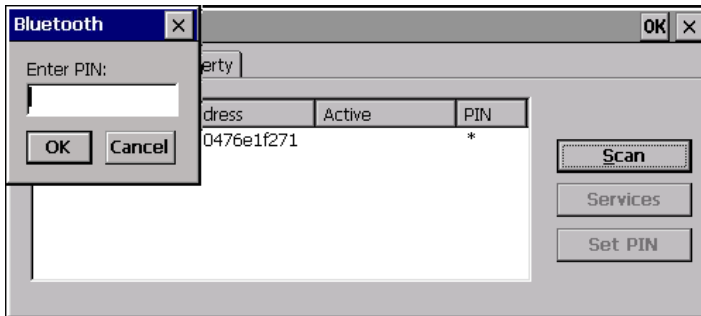 Bluetooth
OK
Enter PIN:
erty
dress Active PIN
0476e1f271 *
OK Cancel
Scan
Services
Set PIN